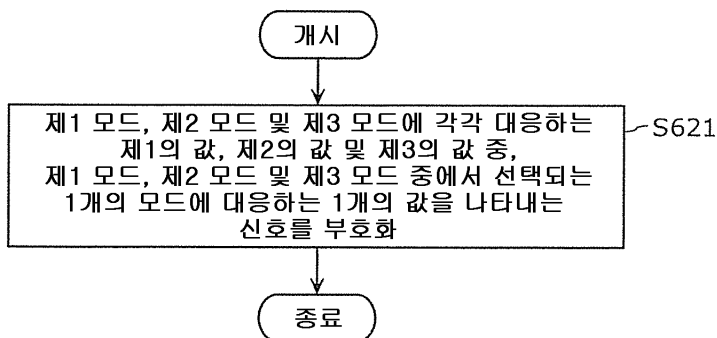 개시
제1 모드, 제2 모드 및 제3 모드에 각각 대응하는
제1의 값, 제2의 값 및 제3의 값 중,
제1 모드, 제2 모드 및 제3 모드 중에서 선택되는
1개의 모드에 대응하는 1개의 값을 나타내는
신호를 부호화
S621
종료